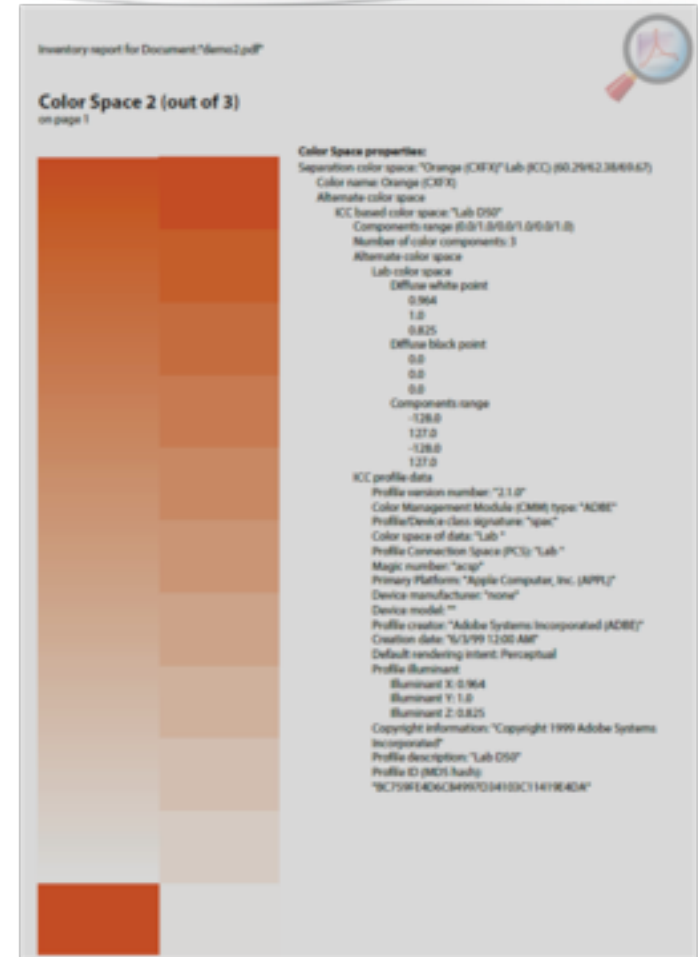 Inventory report for Document:"demo2.pdf"
Color Space 2 (out of 3)
on page 1
Color Space properties:
Separation color space: "Orange (CXFX)" Lab (ICC) (60.29/62.38/69.67)
Color name: Orange (CXFX)
Alternate color space
ICC based color space: "Lab D50"
Components range (0.0/1.0/0.0/1.0/0.0/1.0)
Number of color components: 3
Alternate color space
Lab color space
Diffuse white point
0.964
1.0
0.825
Diffuse black point
0.0
0.0
0.0
Components range
-128.0
127.0
-128.0
127.0
ICC profile data
Profile version number: "2.1.0"
Color Management Module (CMM) type: "ADBE"
Profile/Device class signature: "spac"
Color space of data: "Lab "
Profile Connection Space (PCS): "Lab "
Magic number: "acsp"
Primary Platform: "Apple Computer, Inc. (APPL)"
Device manufacturer: "none"
Device model: ""
Profile creator: "Adobe Systems Incorporated (ADBE)"
Creation date: "6/3/99 12:00 AM"
Default rendering intent: Perceptual
Profile illuminant
Illuminant X: 0.964
Illuminant Y: 1.0
Illuminant Z: 0.825
Copyright information: "Copyright 1999 Adobe Systems
Incorporated"
Profile description: "Lab D50"
Profile ID (MD5 hash):